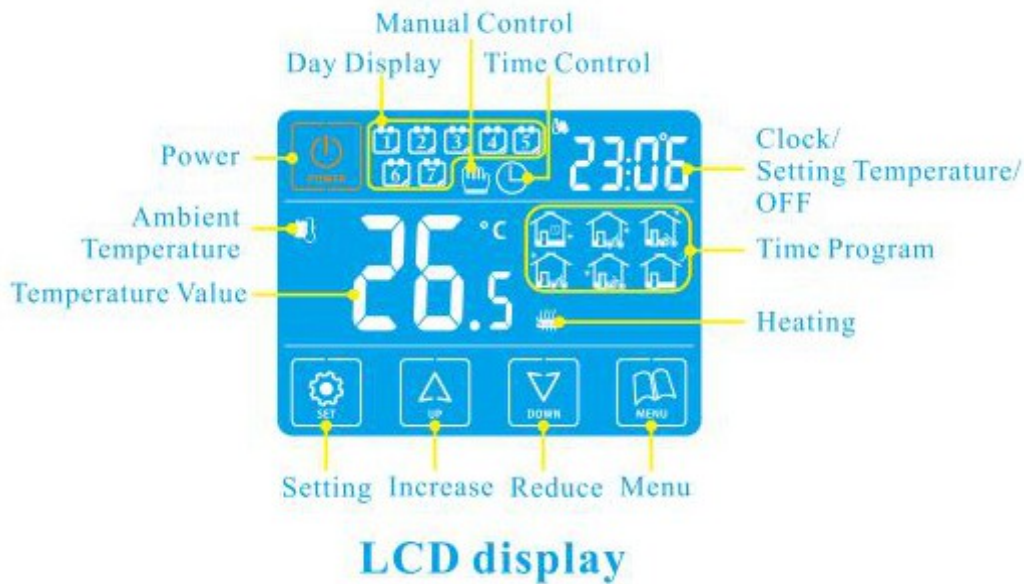 Manual Control
Day Display
Time Control
1 2 3 4 5
6 7
POWER
23:06
°C
26.5
Power
Ambient
Temperature
Temperature Value
Clock/
Setting Temperature/
OFF
Time Program
Heating
SET
UP
DOWN
MENU
Setting
Increase
Reduce
Menu
LCD display